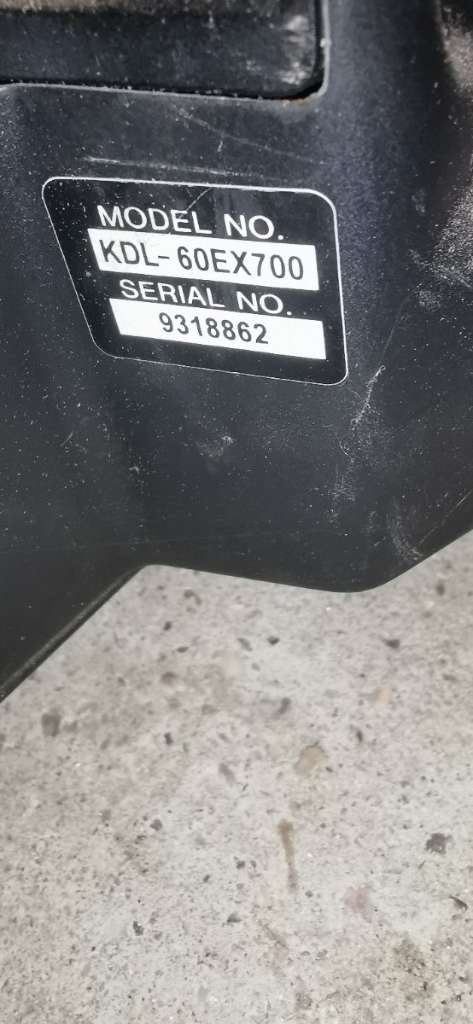 MODEL NO.
KDL-60EX700
SERIAL NO.
9318862